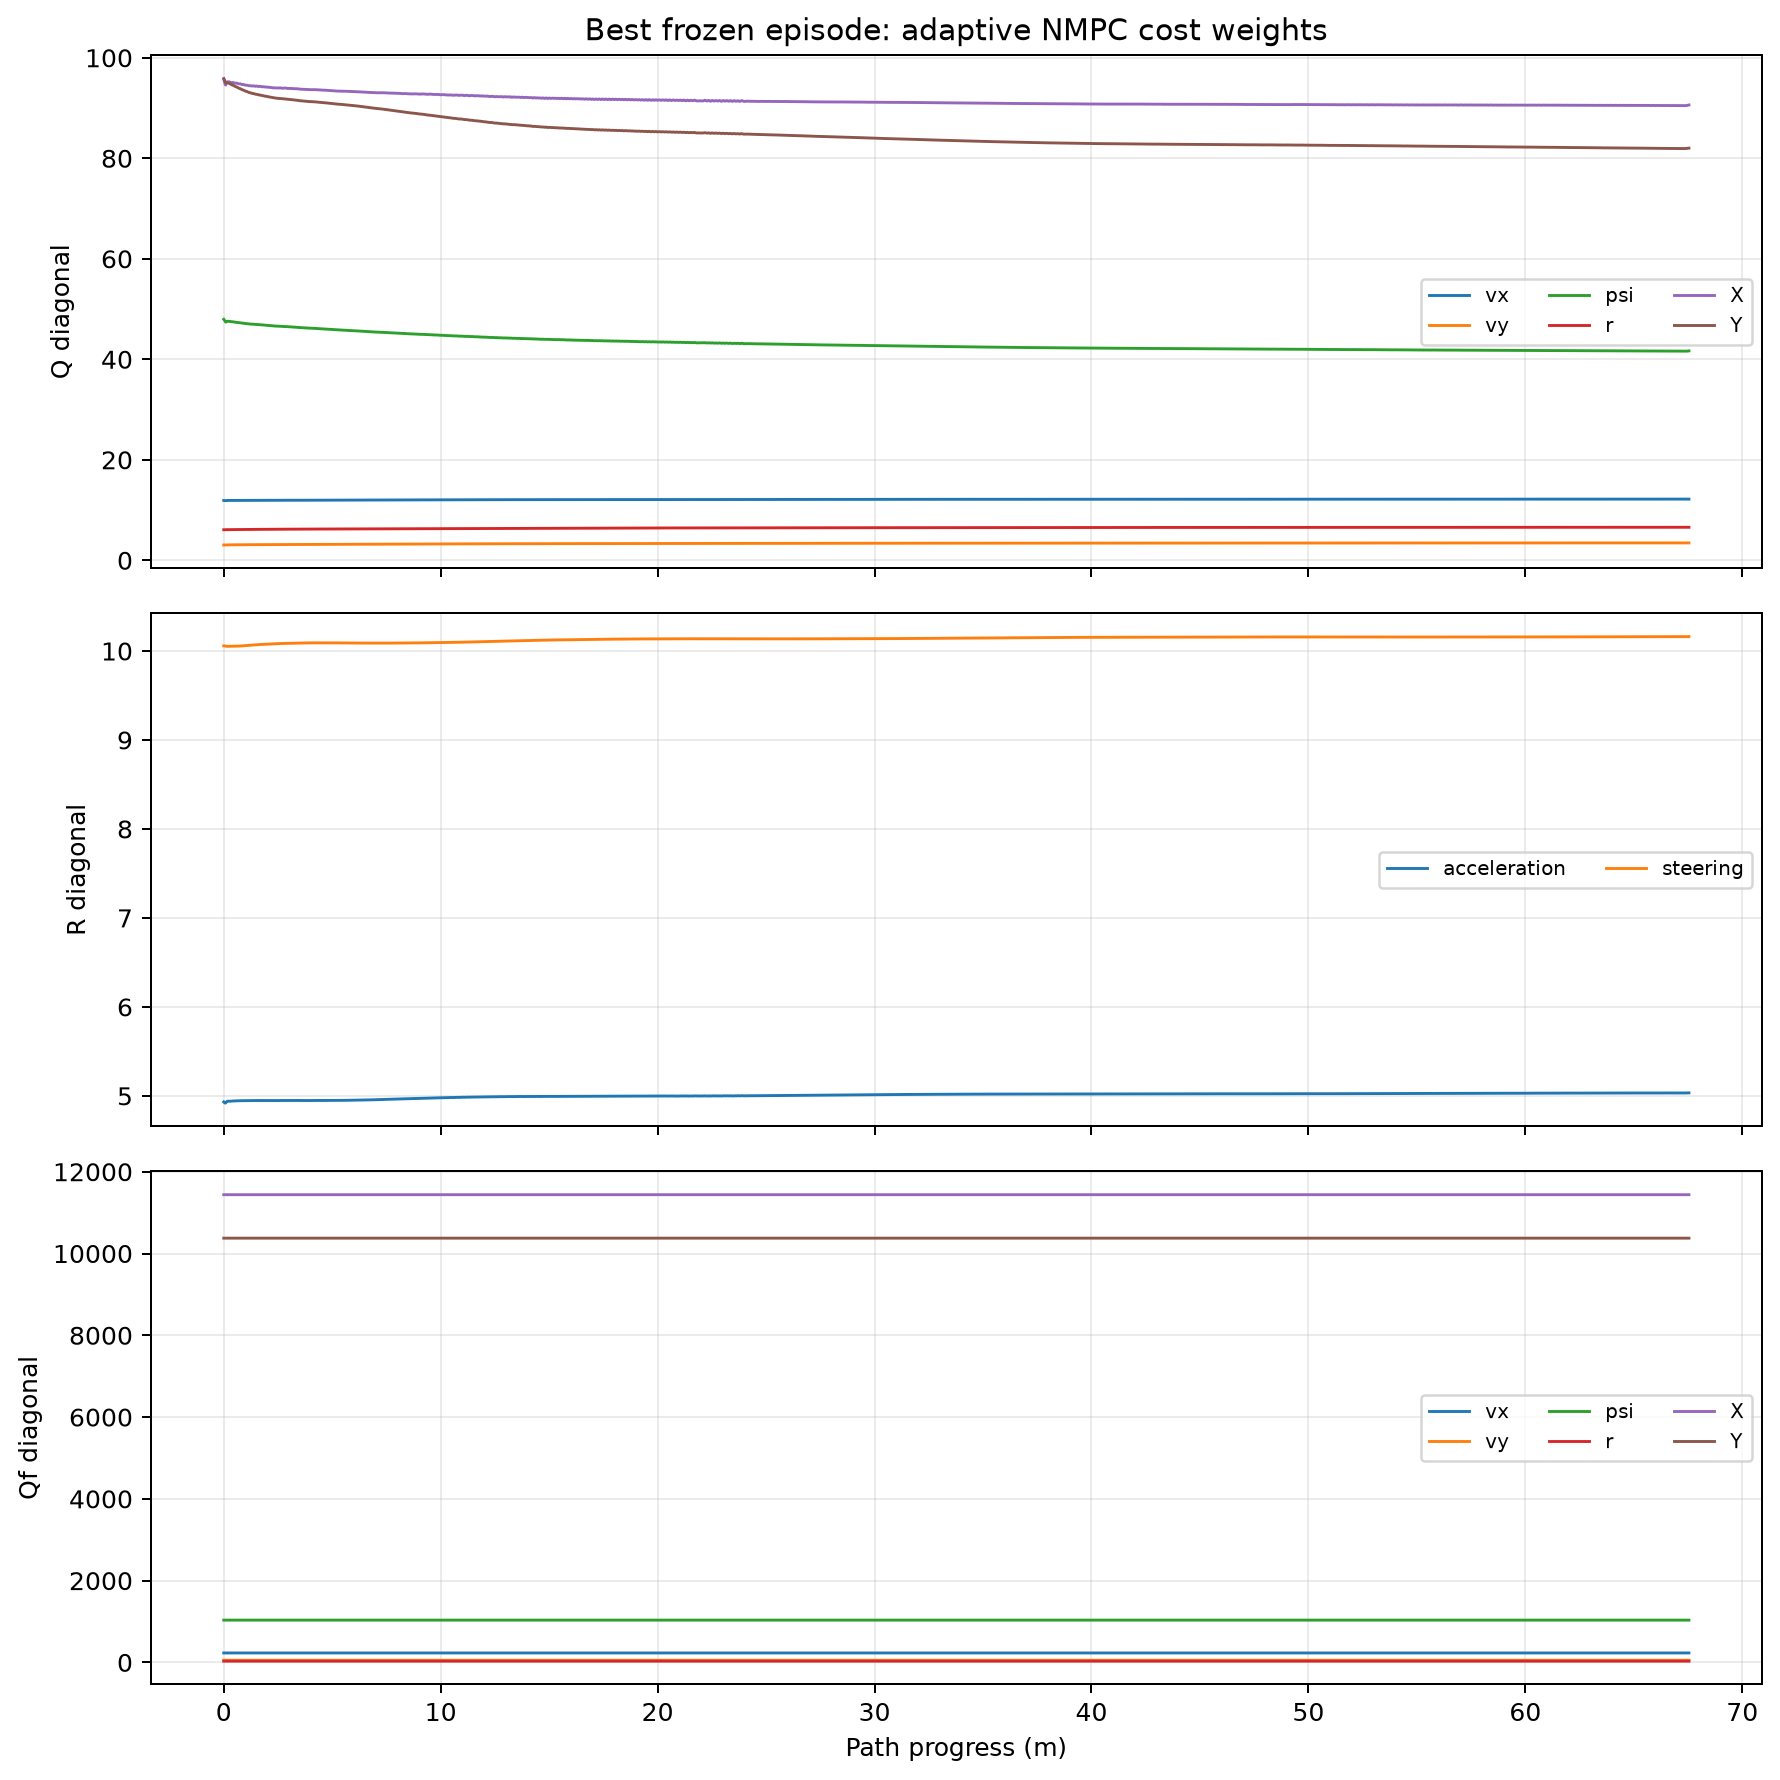 Best frozen episode: adaptive NMPC cost weights
100
80
60
40
20
0
Q diagonal
vx psi X
vy r Y
10
9
8
7
6
5
R diagonal
acceleration steering
12000
10000
8000
6000
4000
2000
0
Qf diagonal
vx psi X
vy r Y
0 10 20 30 40 50 60 70
Path progress (m)